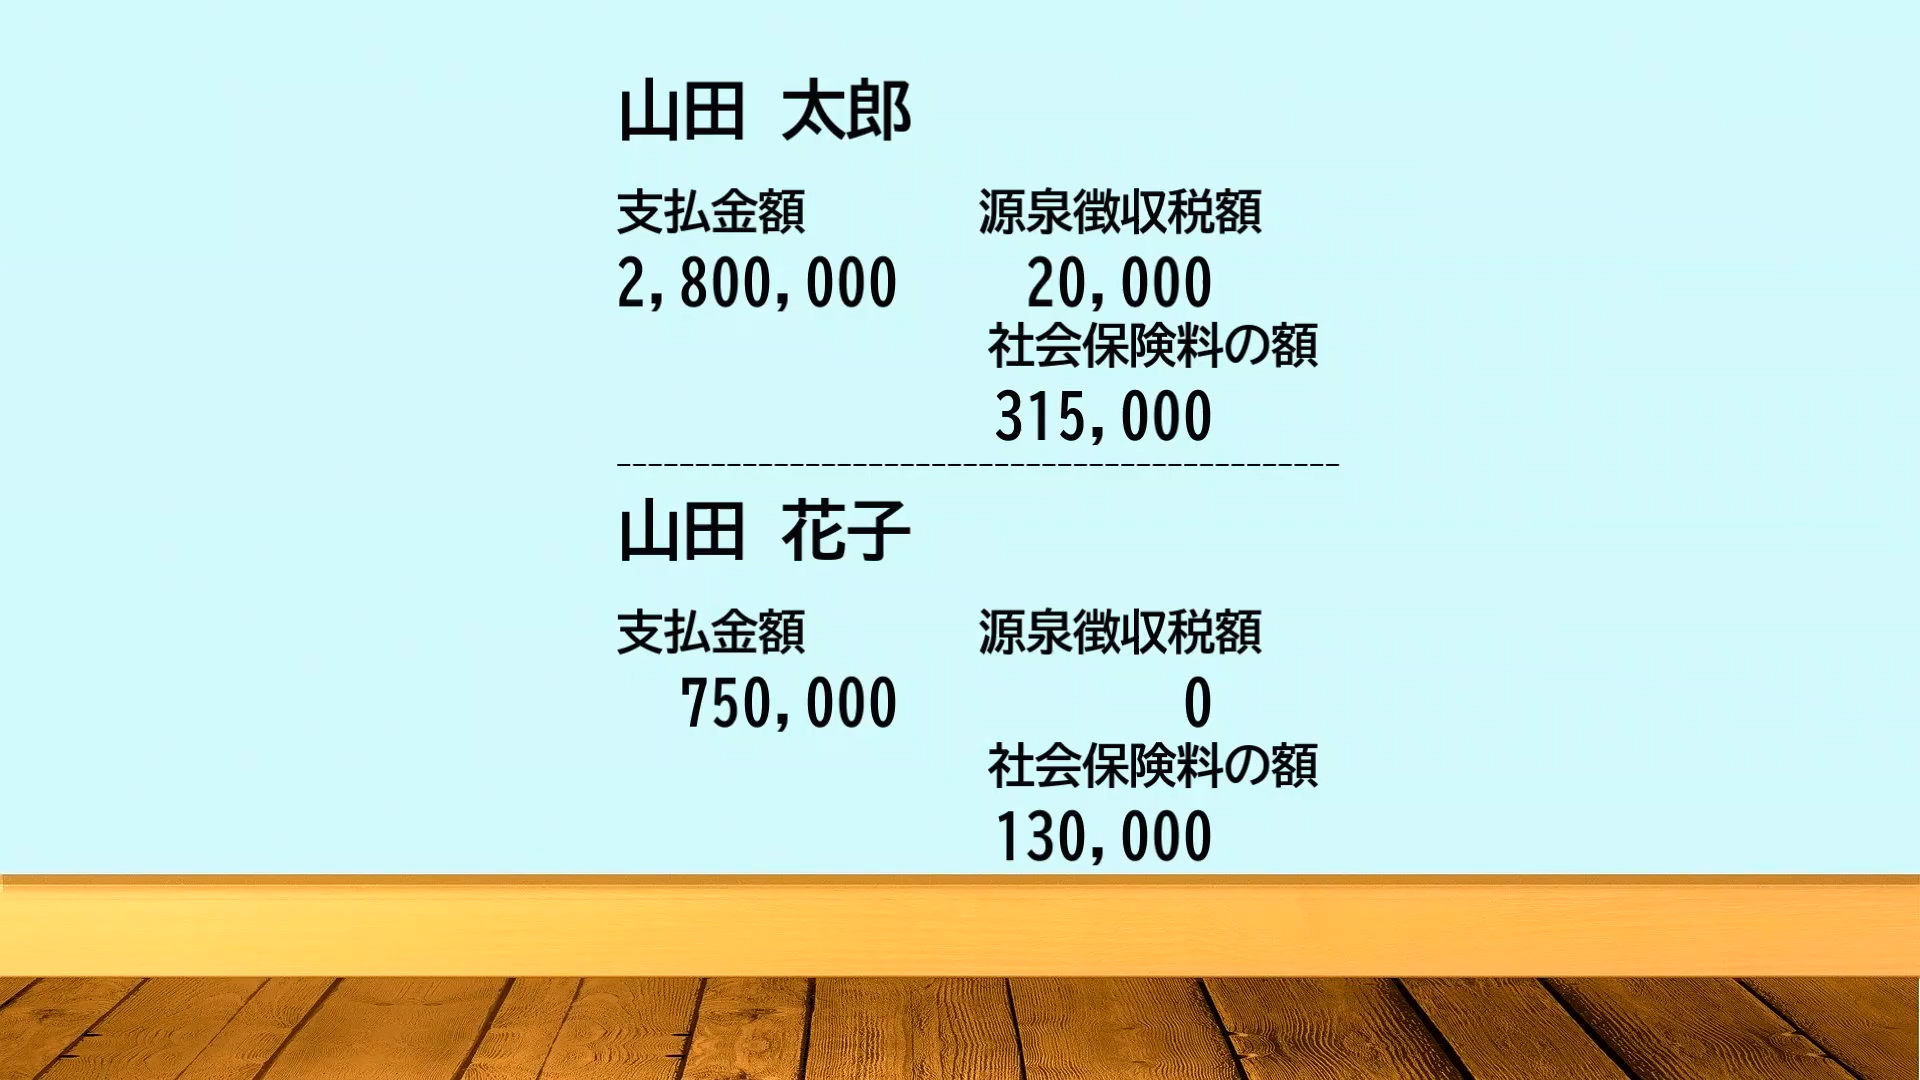 山田 太郎
支払金額 源泉徴収税額
2,800,000 20,000
社会保険料の額
315,000
----------------------------------------------
山田 花子
支払金額 源泉徴収税額
750,000 0
社会保険料の額
130,000